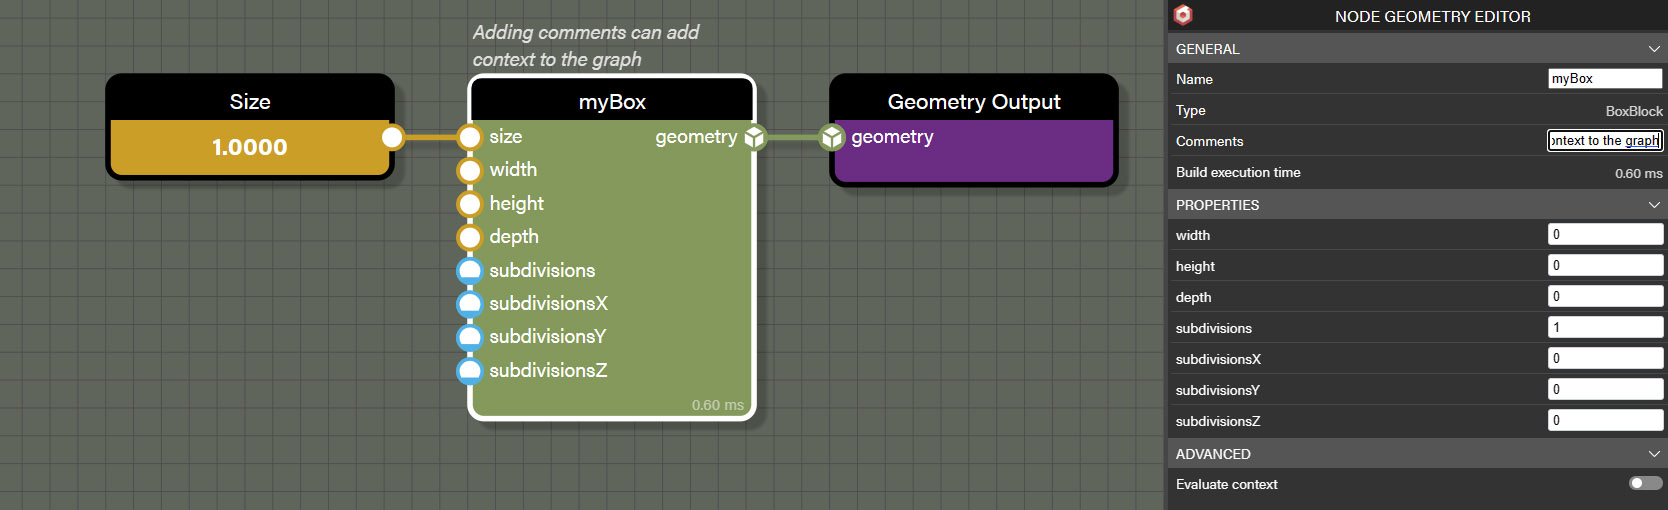 Adding comments can add
context to the graph
Size
1.0000
myBox
size
geometry
width
height
depth
subdivisions
subdivisionsX
subdivisionsY
subdivisionsZ
0.60 ms
Geometry Output
geometry
NODE GEOMETRY EDITOR
GENERAL
Name myBox
Type BoxBlock
Comments ontext to the graph
Build execution time 0.60 ms
PROPERTIES
width 0
height 0
depth 0
subdivisions 1
subdivisionsX 0
subdivisionsY 0
subdivisionsZ 0
ADVANCED
Evaluate context